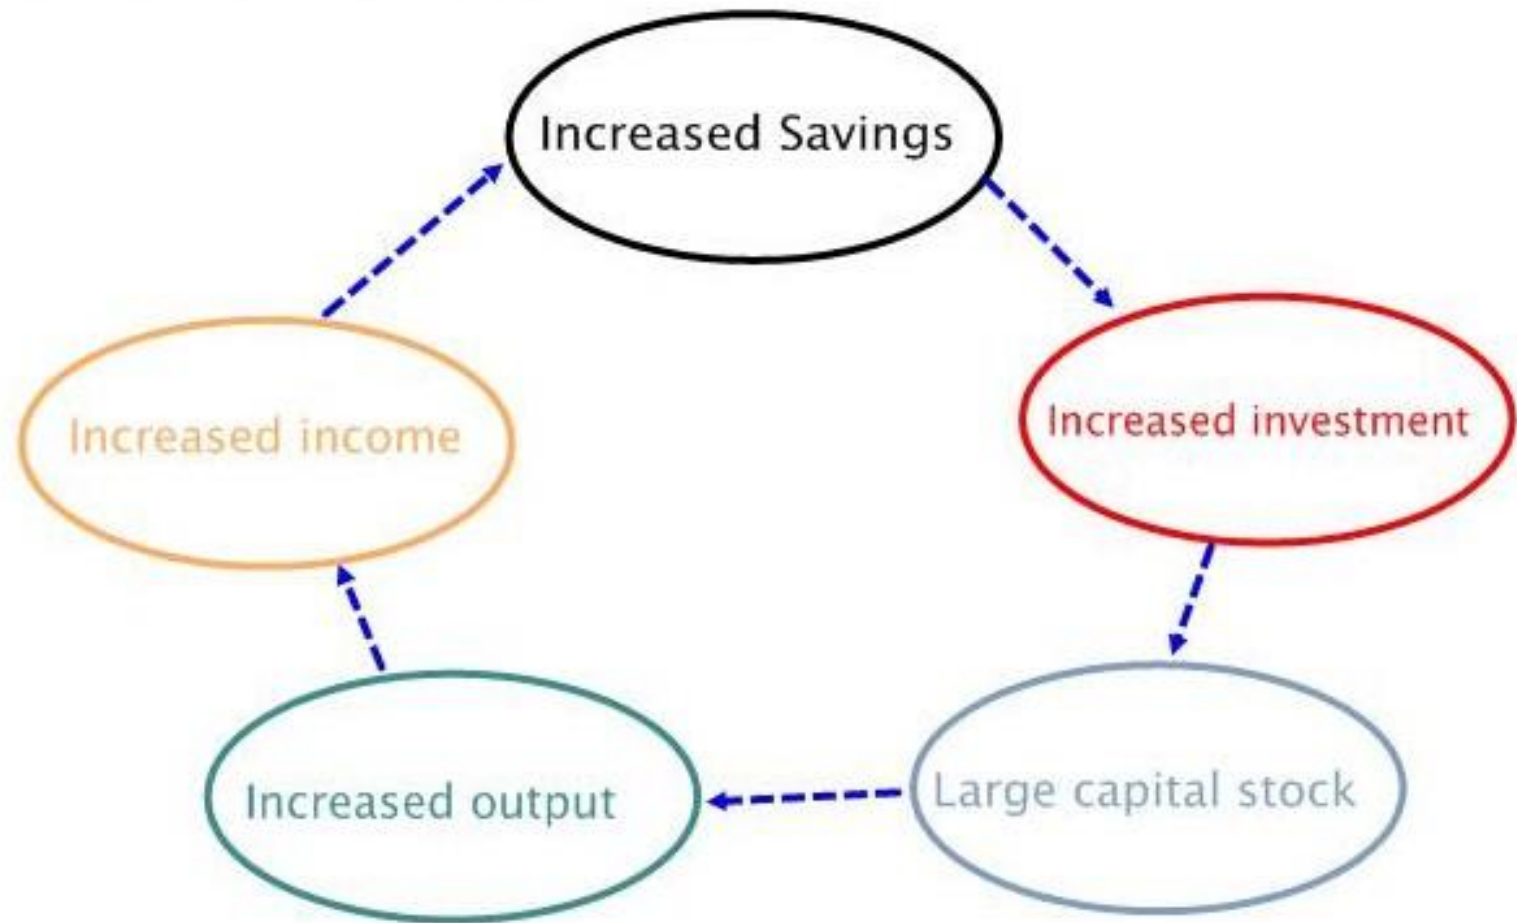 Increased Savings
Increased investment
Large capital stock
Increased output
Increased income